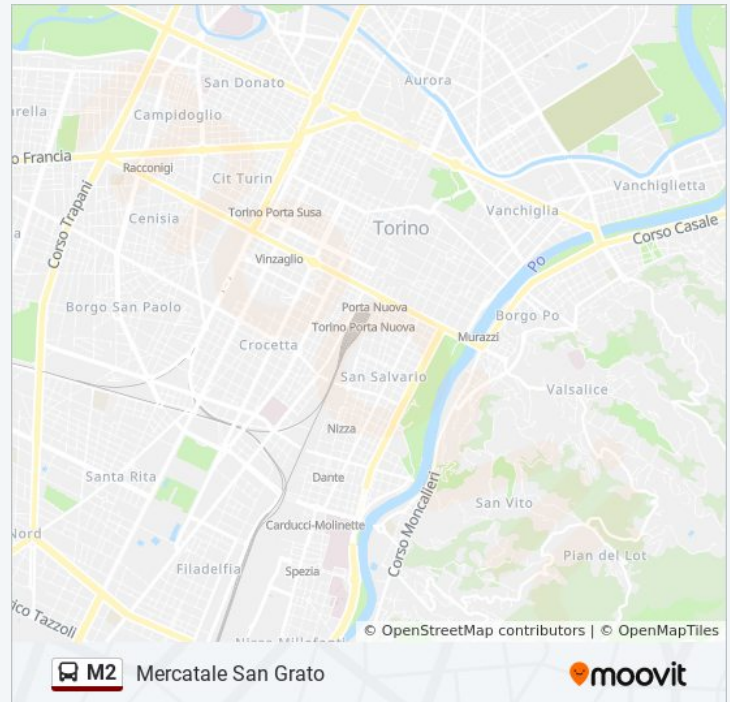 San Donato
Aurora
arella
Campidoglio
o Francia
Racconigi
Cit Turin
Vanchiglietta
Corso Trapani
Cenisia
Torino Porta Susa
Vanchiglia
Torino
Corso Casale
a
Vinzaglio
Po
Borgo San Paolo
Porta Nuova
Borgo Po
Torino Porta Nuova
Murazzi
Crocetta
San Salvario
Valsalice
Nizza
Santa Rita
Dante
San Vito
Corso Moncalieri
Nord
Carducci-Molinette
Pian del Lot
Filadelfia
Spezia
rico Tazzoli
© OpenStreetMap contributors | © OpenMapTiles
M2 Mercatale San Grato
moovit